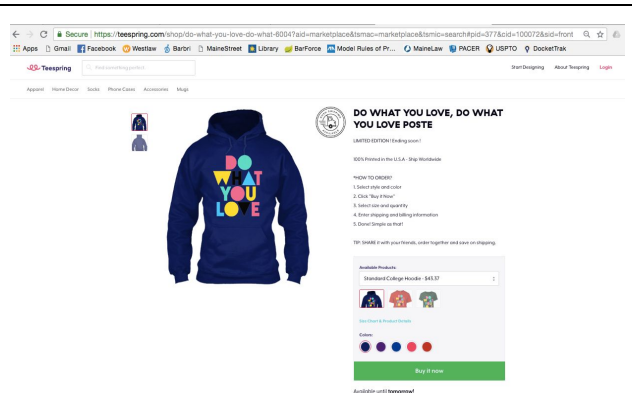 Secure https://teespring.com/shop/do-what-you-love-do-what-6004?aid=marketplace&tsmac=marketplace&tsmic=search#pid=377&cid=100072&sid=front
Apps Gmail Facebook Westlaw Barbri MaineStreet Library BarForce Model Rules of Pr... MaineLaw PACER USPTO DocketTrak
Teespring Start Designing About Teespring Login
Apparel Home Decor Socks Phone Cases Accessories Mugs
DO WHAT YOU LOVE, DO WHAT
YOU LOVE POSTE
DO
WHAT
YOU
LOVE
LIMITED EDITION ! Ending soon !
100% Printed in the U.S.A - Ship Worldwide
*HOW TO ORDER?
1. Select style and color
2. Click "Buy it Now"
3. Select size and quantity
4. Enter shipping and billing information
5. Done! Simple as that!
TIP: SHARE it with your friends, order together and save on shipping.
Available Products:
Standard College Hoodie - $43.37
Size Chart & Product Details
Colors:
Buy it now
Available until tomorrow!